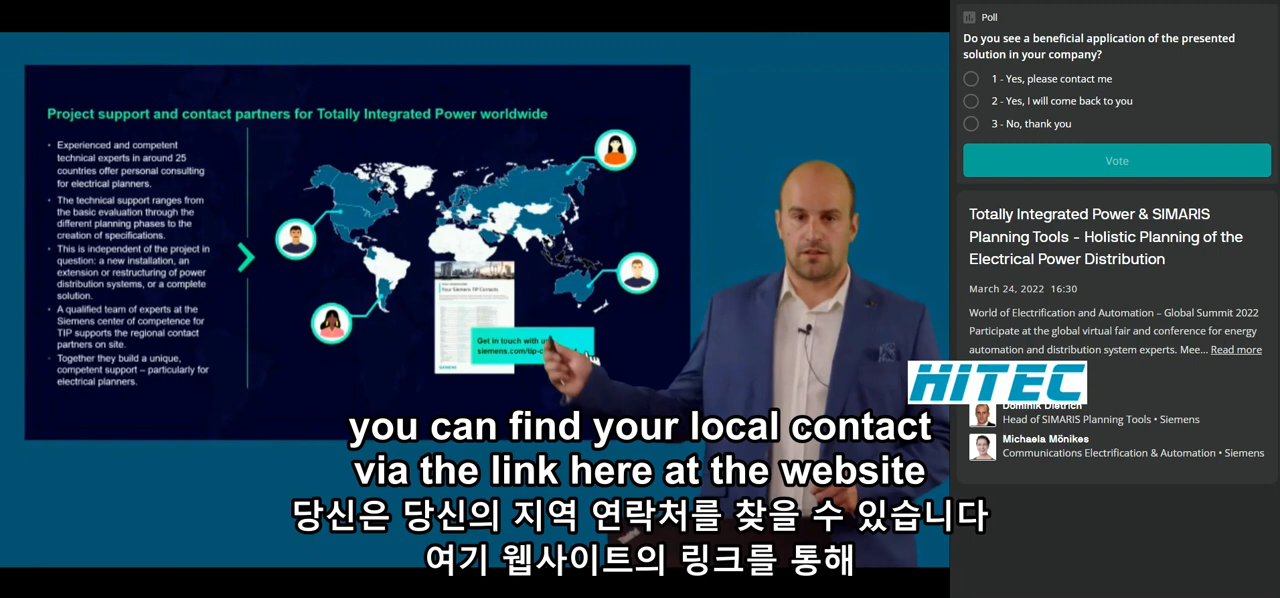 Project support and contact partners for Totally Integrated Power worldwide
• Experienced and competent
technical experts in around 25
countries offer personal consulting
for electrical planners.
• The technical support ranges from
the basic evaluation through the
different planning phases to the
creation of specifications.
• This is independent of the project in
question: a new installation, an
extension or restructuring of power
distribution systems, or a complete
solution.
• A qualified team of experts at the
Siemens center of competence for
TIP supports the regional contact
partners on site.
• Together they build a unique,
competent support – particularly for
electrical planners.
Your Siemens TIP Contacts
Get in touch with
siemens.com/tip-c
SIEMENS
you can find your local contact
via the link here at the website
당신은 당신의 지역 연락처를 찾을 수 있습니다
여기 웹사이트의 링크를 통해
Poll
Do you see a beneficial application of the presented
solution in your company?
1 - Yes, please contact me
2 - Yes, I will come back to you
3 - No, thank you
Vote
Totally Integrated Power & SIMARIS
Planning Tools - Holistic Planning of the
Electrical Power Distribution
March 24, 2022 16:30
World of Electrification and Automation – Global Summit 2022
Participate at the global virtual fair and conference for energy
automation and distribution system experts. Mee... Read more
HITEC
Dominik Dietrich
Head of SIMARIS Planning Tools • Siemens
Michaela Mönikes
Communications Electrification & Automation • Siemens